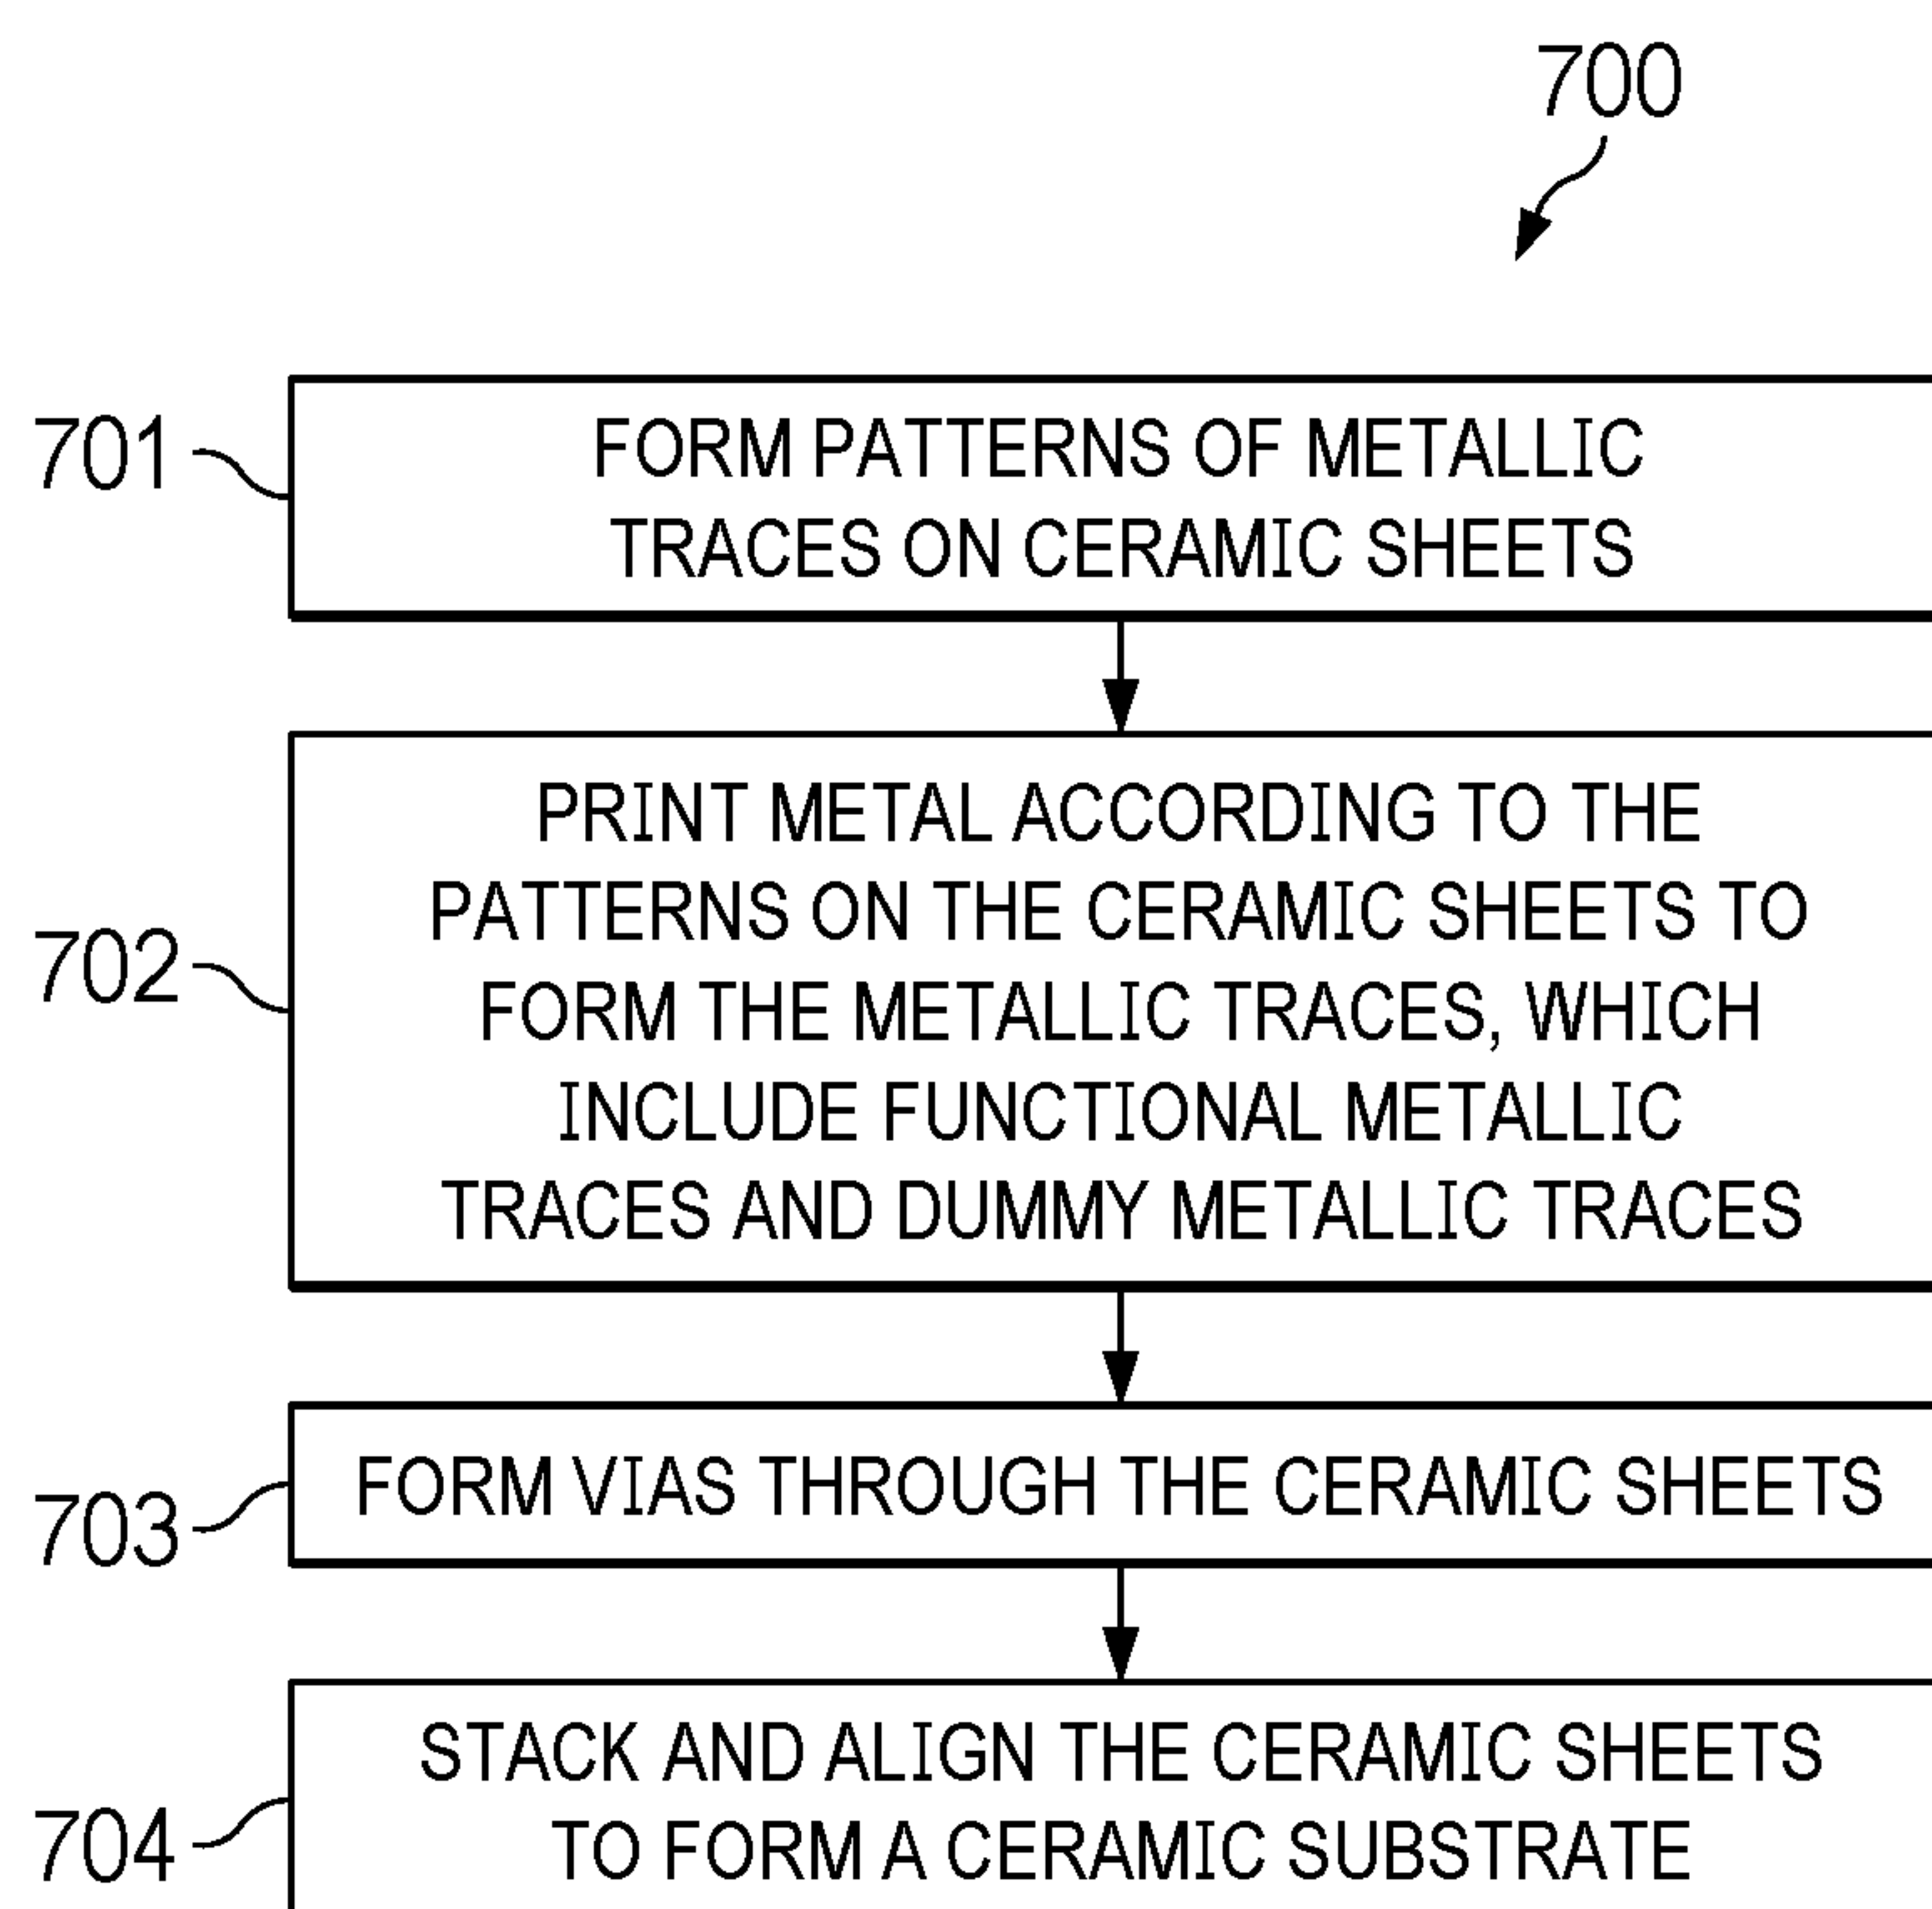 700
701
FORM PATTERNS OF METALLIC
TRACES ON CERAMIC SHEETS
702
PRINT METAL ACCORDING TO THE
PATTERNS ON THE CERAMIC SHEETS TO
FORM THE METALLIC TRACES, WHICH
INCLUDE FUNCTIONAL METALLIC
TRACES AND DUMMY METALLIC TRACES
703
FORM VIAS THROUGH THE CERAMIC SHEETS
704
STACK AND ALIGN THE CERAMIC SHEETS
TO FORM A CERAMIC SUBSTRATE